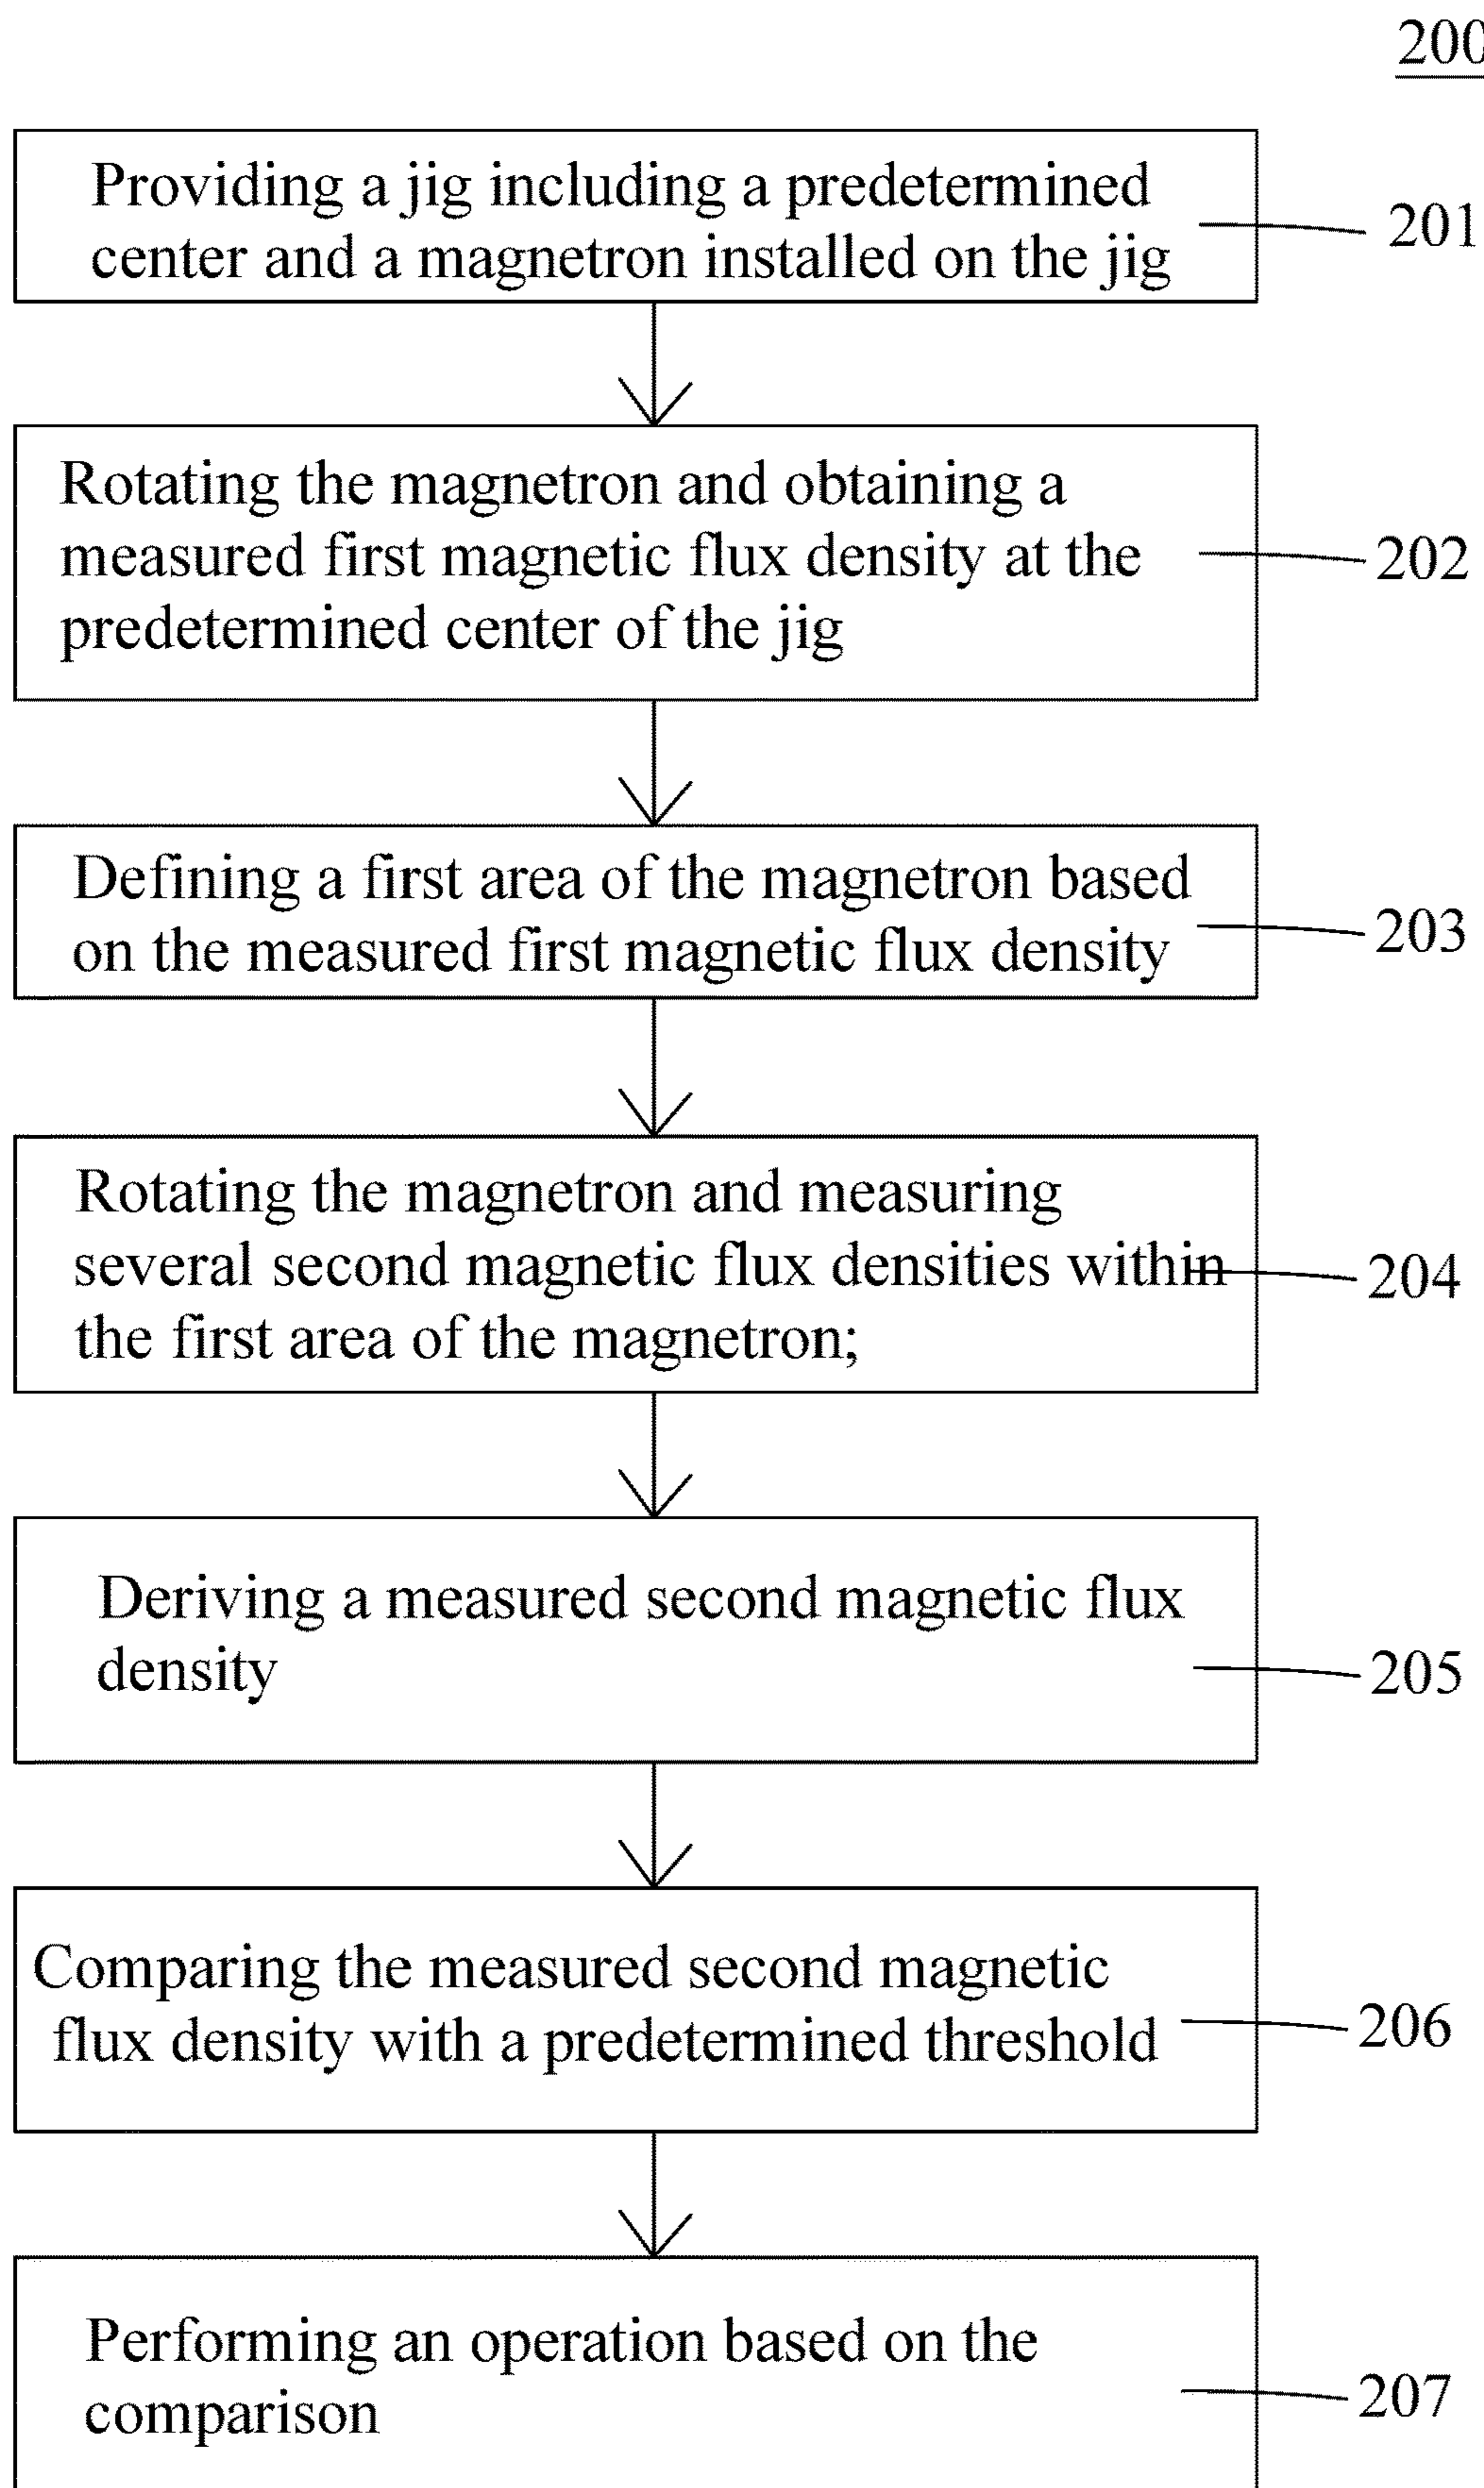 200
Providing a jig including a predetermined
center and a magnetron installed on the jig
201
Rotating the magnetron and obtaining a
measured first magnetic flux density at the
predetermined center of the jig
202
Defining a first area of the magnetron based
on the measured first magnetic flux density
203
Rotating the magnetron and measuring
several second magnetic flux densities within
the first area of the magnetron;
204
Deriving a measured second magnetic flux
density
205
Comparing the measured second magnetic
flux density with a predetermined threshold
206
Performing an operation based on the
comparison
207